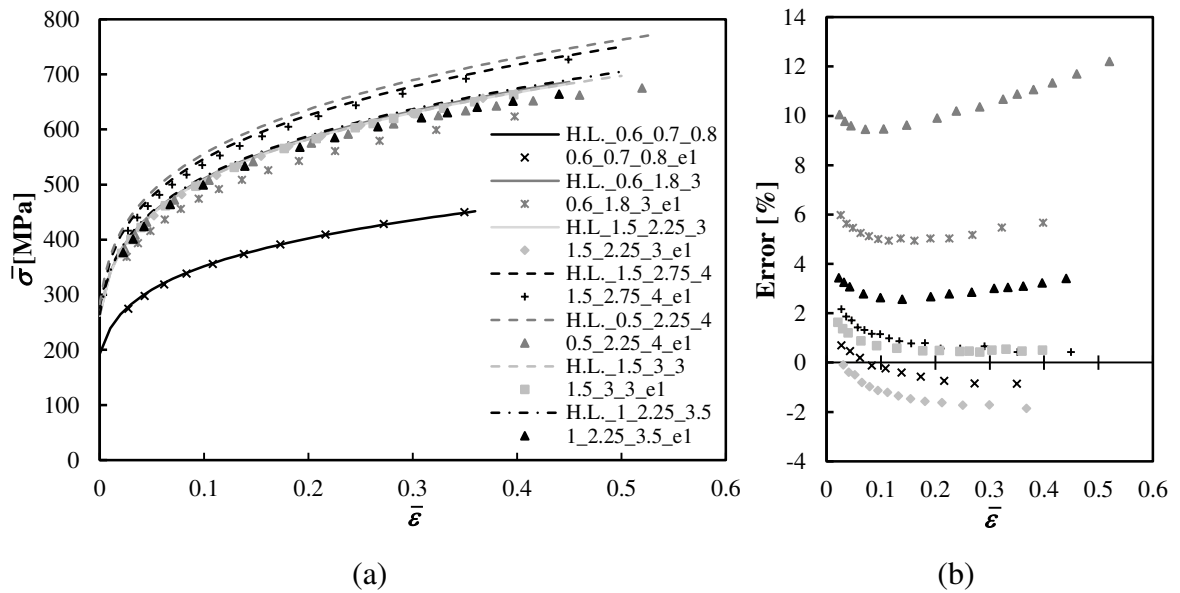 800
700
600
500
400
300
200
100
0
σ̄ [MPa]
0 0.1 0.2 0.3 0.4 0.5 0.6
ε̄
H.L._0.6_0.7_0.8
0.6_0.7_0.8_e1
H.L._0.6_1.8_3
0.6_1.8_3_e1
H.L_1.5_2.25_3
1.5_2.25_3_e1
H.L._1.5_2.75_4
1.5_2.75_4_e1
H.L._0.5_2.25_4
0.5_2.25_4_e1
H.L._1.5_3_3
1.5_3_3_e1
H.L._1_2.25_3.5
1_2.25_3.5_e1
(a)
14
12
10
8
6
4
2
0
-2
-4
Error [%]
0 0.1 0.2 0.3 0.4 0.5 0.6
ε̄
(b)